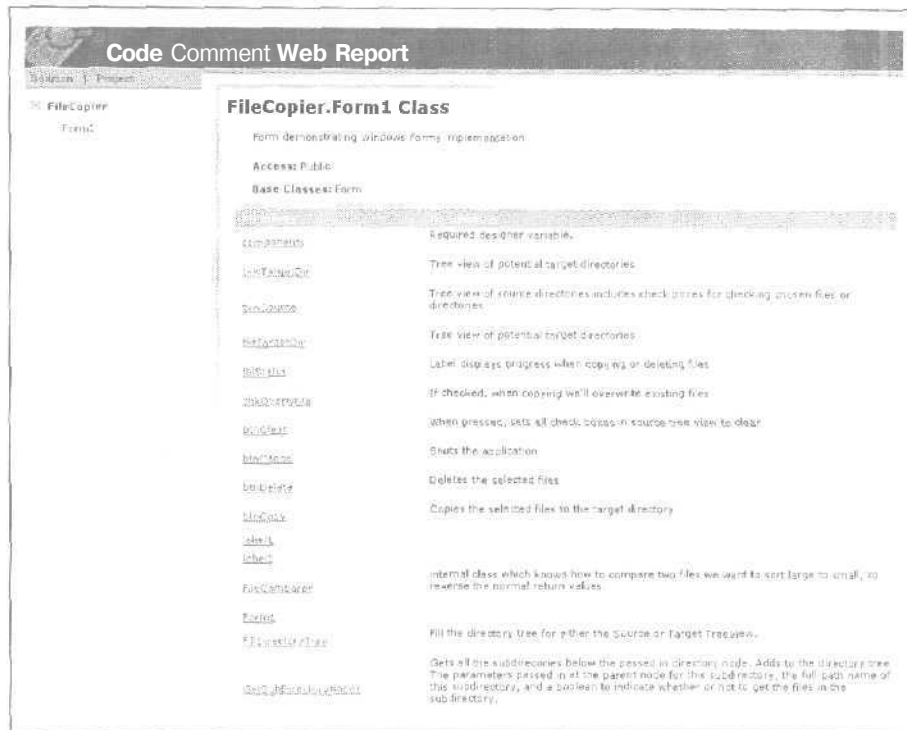 Code Comment Web Report
Solution | Project
FileCopier
Form1
FileCopier.Form1 Class
Form demonstrating windows forms implementation
Access: Public
Base Classes: Form
components
Required designer variable.
Tree view of potential target directories
Tree view of source directories includes check boxes for checking chosen files or
directories
Tree view of potential target directories
lblStatus
Label displays progress when copying or deleting files
chkOverwrite
If checked, when copying we'll overwrite existing files
btnClear
When pressed, sets all check boxes in source tree view to clear
Shuts the application
btnDelete
Deletes the selected files
btnCopy
Copies the selected files to the target directory
label1
FileComparer
internal class which knows how to compare two files we want to sort large to small, so
reverse the normal return values
Form1
FillDirectoryTree
Fill the directory tree for either the Source or Target TreeView.
GetSubDirectoryNodes
Gets all the subdirecories below the passed in directory node. Adds to the directory tree
The parameters passed in at the parent node for this subdirectory, the full path name of
this subdirectory, and a boolean to indicate whether or not to get the files in the
subdirectory.